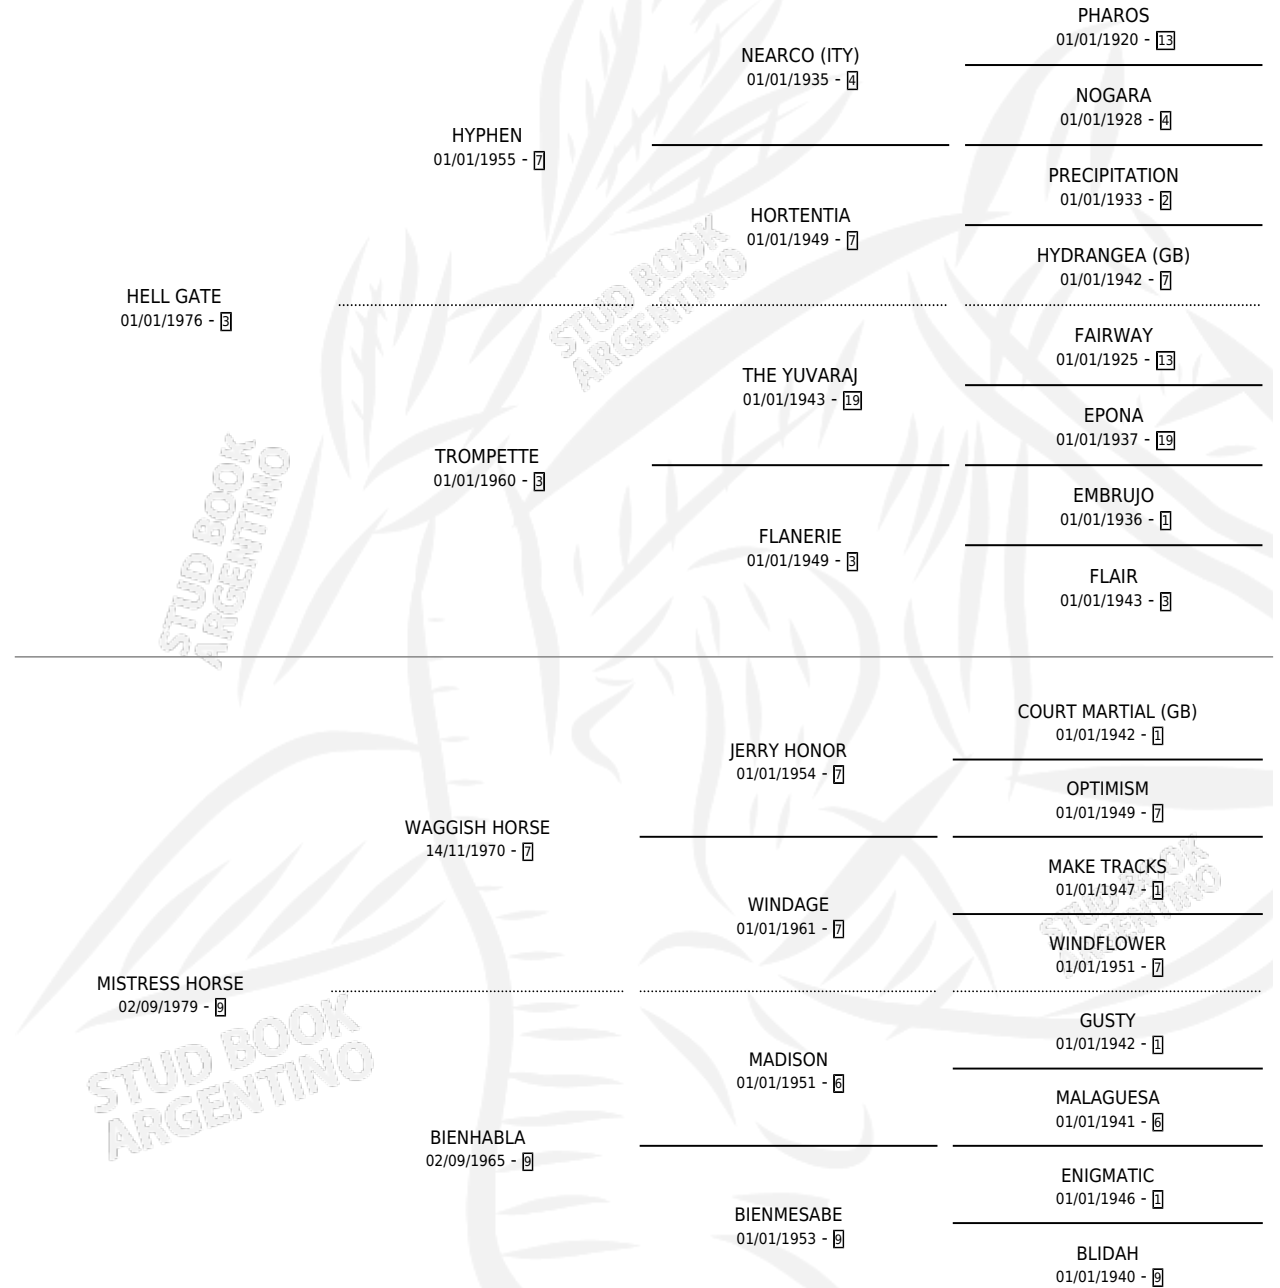 PHAROS
01/01/1920 - 13
NEARCO (ITY)
01/01/1935 - 4
NOGARA
01/01/1928 - 4
HYPHEN
01/01/1955 - 7
PRECIPITATION
01/01/1933 - 2
HORTENTIA
01/01/1949 - 7
HYDRANGEA (GB)
01/01/1942 - 7
HELL GATE
01/01/1976 - 3
FAIRWAY
01/01/1925 - 13
THE YUVARAJ
01/01/1943 - 19
EPONA
01/01/1937 - 19
TROMPETTE
01/01/1960 - 3
EMBRUJO
01/01/1936 - 1
FLANERIE
01/01/1949 - 3
FLAIR
01/01/1943 - 3
COURT MARTIAL (GB)
01/01/1942 - 1
JERRY HONOR
01/01/1954 - 7
OPTIMISM
01/01/1949 - 7
WAGGISH HORSE
14/11/1970 - 7
MAKE TRACKS
01/01/1947 - 1
WINDAGE
01/01/1961 - 7
WINDFLOWER
01/01/1951 - 7
MISTRESS HORSE
02/09/1979 - 9
GUSTY
01/01/1942 - 1
MADISON
01/01/1951 - 6
MALAGUESA
01/01/1941 - 6
BIENHABLA
02/09/1965 - 9
ENIGMATIC
01/01/1946 - 1
BIENMESABE
01/01/1953 - 9
BLIDAH
01/01/1940 - 9
STUD BOOK
ARGENTINO
STUD BOOK
ARGENTINO
STUD BOOK
ARGENTINO
STUD BOOK
ARGENTINO